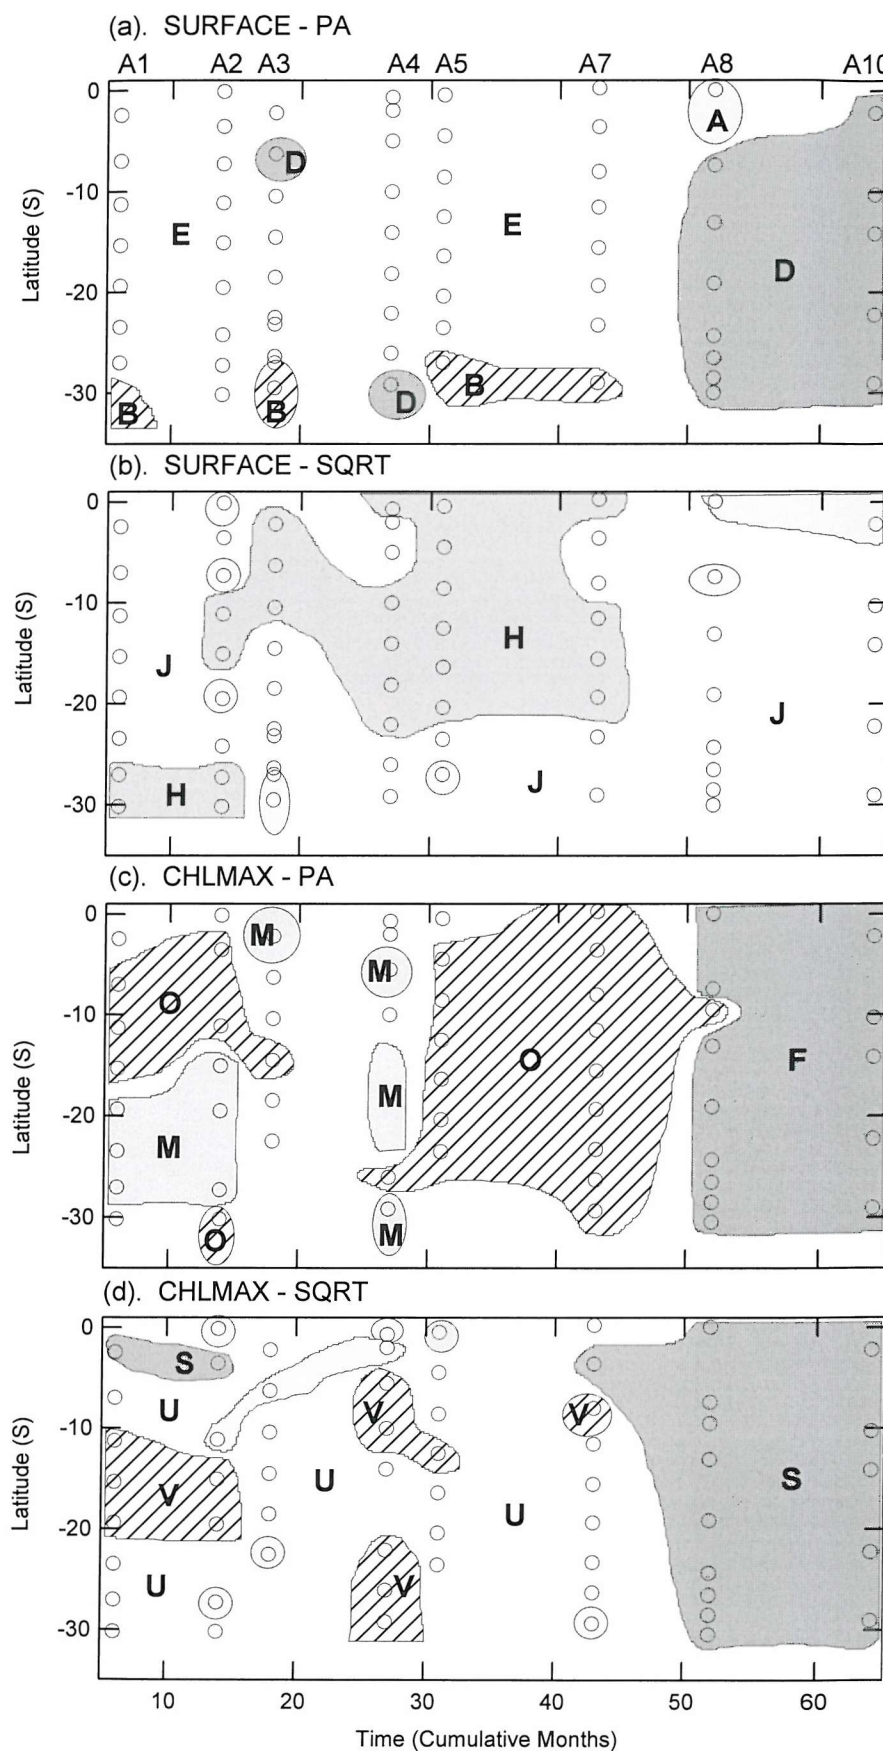 (a). SURFACE - PA
A1 A2 A3 A4 A5 A7 A8 A10
0
-10
-20
-30
Latitude (S)
A
D
E
E
D
B
B
B
D
(b). SURFACE - SQRT
0
-10
-20
-30
Latitude (S)
H
J
J
J
H
(c). CHLMAX - PA
0
-10
-20
-30
Latitude (S)
M
M
O
O
F
M
M
O
M
(d). CHLMAX - SQRT
0
-10
-20
-30
Latitude (S)
S
U
V
V
V
U
S
U
U
V
10 20 30 40 50 60
Time (Cumulative Months)